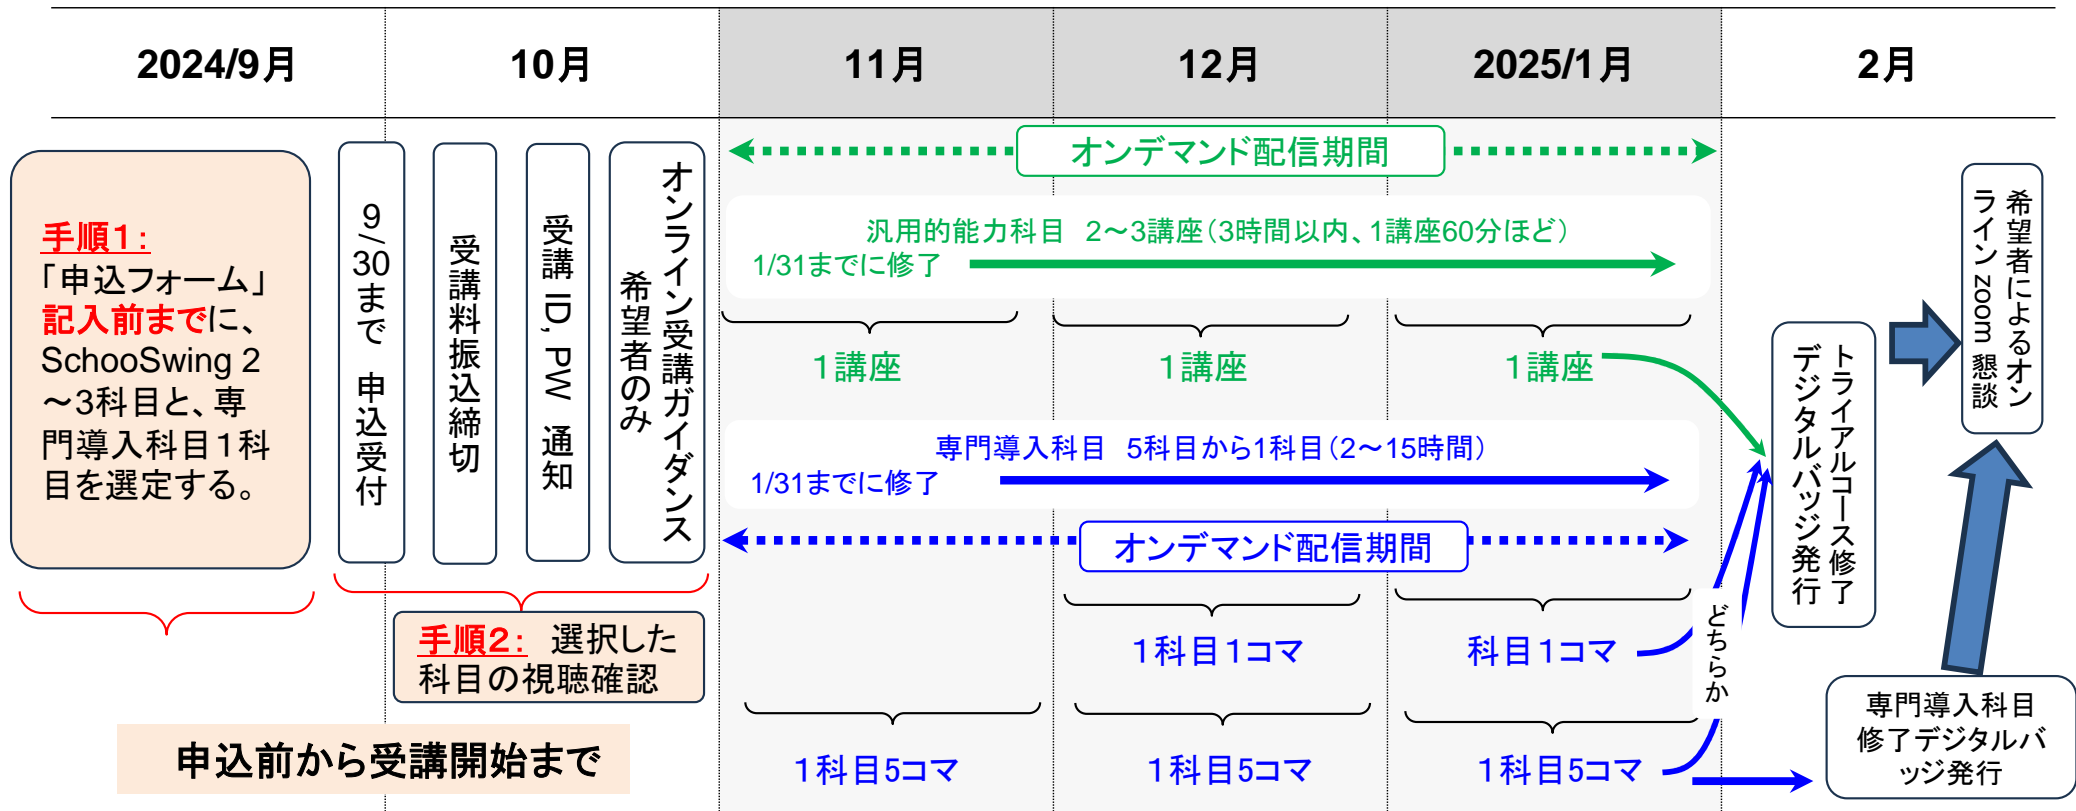 2024/9月
10月
11月
12月
2025/1月
2月
手順1:
「申込フォーム」
記入前までに、
SchooSwing 2
～3科目と、専
門導入科目1科
目を選定する。
9/30まで 申込受付
受講料振込締切
受講 ID, PW 通知
オンライン受講ガイダンス
希望者のみ
オンデマンド配信期間
汎用的能力科目 2～3講座(3時間以内、1講座60分ほど)
1/31までに修了
1講座
1講座
1講座
専門導入科目 5科目から1科目(2～15時間)
1/31までに修了
オンデマンド配信期間
1科目1コマ
科目1コマ
どちらか
1科目5コマ
1科目5コマ
1科目5コマ
手順2: 選択した
科目の視聴確認
申込前から受講開始まで
トライアルコース修了
デジタルバッジ発行
希望者によるオン
ライン zoom 懇談
専門導入科目
修了デジタルバ
ッジ発行